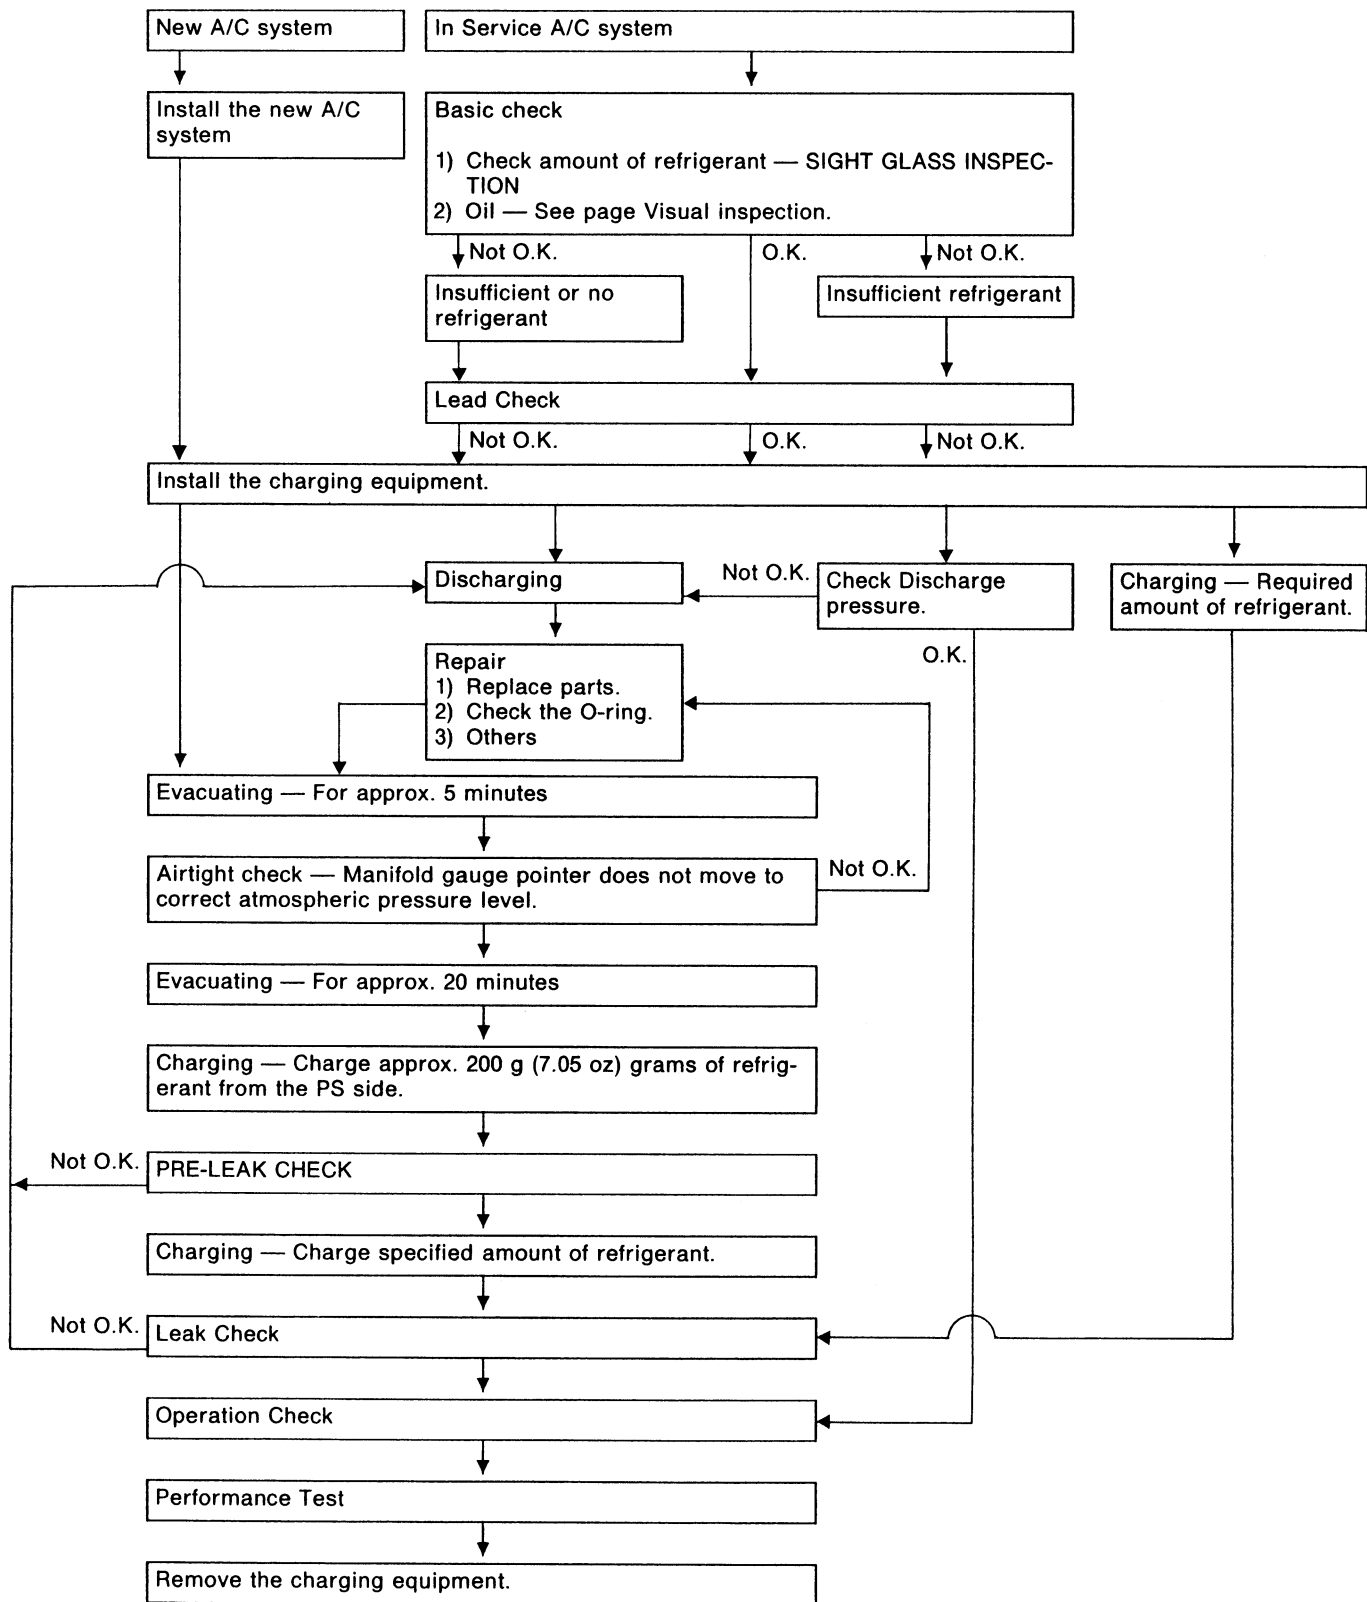 New A/C system
In Service A/C system
Install the new A/C
system
Basic check
1) Check amount of refrigerant — SIGHT GLASS INSPEC-
TION
2) Oil — See page Visual inspection.
Not O.K.
O.K.
Not O.K.
Insufficient or no
refrigerant
Insufficient refrigerant
Lead Check
Not O.K.
O.K.
Not O.K.
Install the charging equipment.
Discharging
Not O.K.
Check Discharge
pressure.
Charging — Required
amount of refrigerant.
O.K.
Repair
1) Replace parts.
2) Check the O-ring.
3) Others
Evacuating — For approx. 5 minutes
Airtight check — Manifold gauge pointer does not move to
correct atmospheric pressure level.
Not O.K.
Evacuating — For approx. 20 minutes
Charging — Charge approx. 200 g (7.05 oz) grams of refrig-
erant from the PS side.
Not O.K.
PRE-LEAK CHECK
Charging — Charge specified amount of refrigerant.
Not O.K.
Leak Check
Operation Check
Performance Test
Remove the charging equipment.